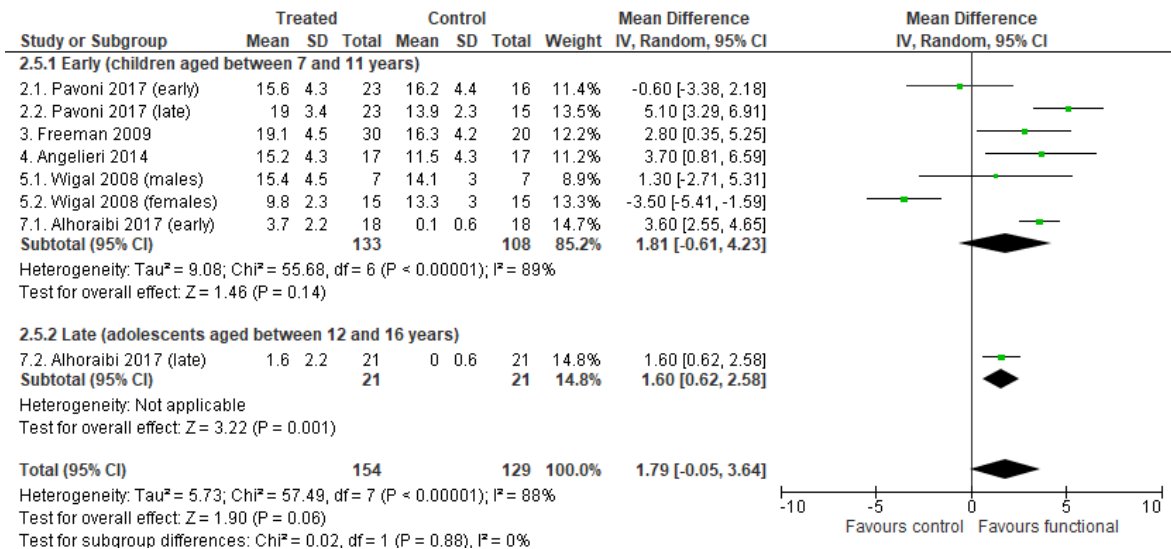 Treated Control Mean Difference Mean Difference
Study or Subgroup Mean SD Total Mean SD Total Weight IV, Random, 95% CI IV, Random, 95% CI
2.5.1 Early (children aged between 7 and 11 years)
2.1. Pavoni 2017 (early) 15.6 4.3 23 16.2 4.4 16 11.4% -0.60 [-3.38, 2.18]
2.2. Pavoni 2017 (late) 19 3.4 23 13.9 2.3 15 13.5% 5.10 [3.29, 6.91]
3. Freeman 2009 19.1 4.5 30 16.3 4.2 20 12.2% 2.80 [0.35, 5.25]
4. Angelieri 2014 15.2 4.3 17 11.5 4.3 17 11.2% 3.70 [0.81, 6.59]
5.1. Wigal 2008 (males) 15.4 4.5 7 14.1 3 7 8.9% 1.30 [-2.71, 5.31]
5.2. Wigal 2008 (females) 9.8 2.3 15 13.3 3 15 13.3% -3.50 [-5.41, -1.59]
7.1. Alhoraibi 2017 (early) 3.7 2.2 18 0.1 0.6 18 14.7% 3.60 [2.55, 4.65]
Subtotal (95% CI) 133 108 85.2% 1.81 [-0.61, 4.23]
Heterogeneity: Tau² = 9.08; Chi² = 55.68, df = 6 (P < 0.00001); I² = 89%
Test for overall effect: Z = 1.46 (P = 0.14)
2.5.2 Late (adolescents aged between 12 and 16 years)
7.2. Alhoraibi 2017 (late) 1.6 2.2 21 0 0.6 21 14.8% 1.60 [0.62, 2.58]
Subtotal (95% CI) 21 21 14.8% 1.60 [0.62, 2.58]
Heterogeneity: Not applicable
Test for overall effect: Z = 3.22 (P = 0.001)
Total (95% CI) 154 129 100.0% 1.79 [-0.05, 3.64]
Heterogeneity: Tau² = 5.73; Chi² = 57.49, df = 7 (P < 0.00001); I² = 88%
Test for overall effect: Z = 1.90 (P = 0.06)
Test for subgroup differences: Chi² = 0.02, df = 1 (P = 0.88), I² = 0%
-10 -5 0 5 10
Favours control Favours functional